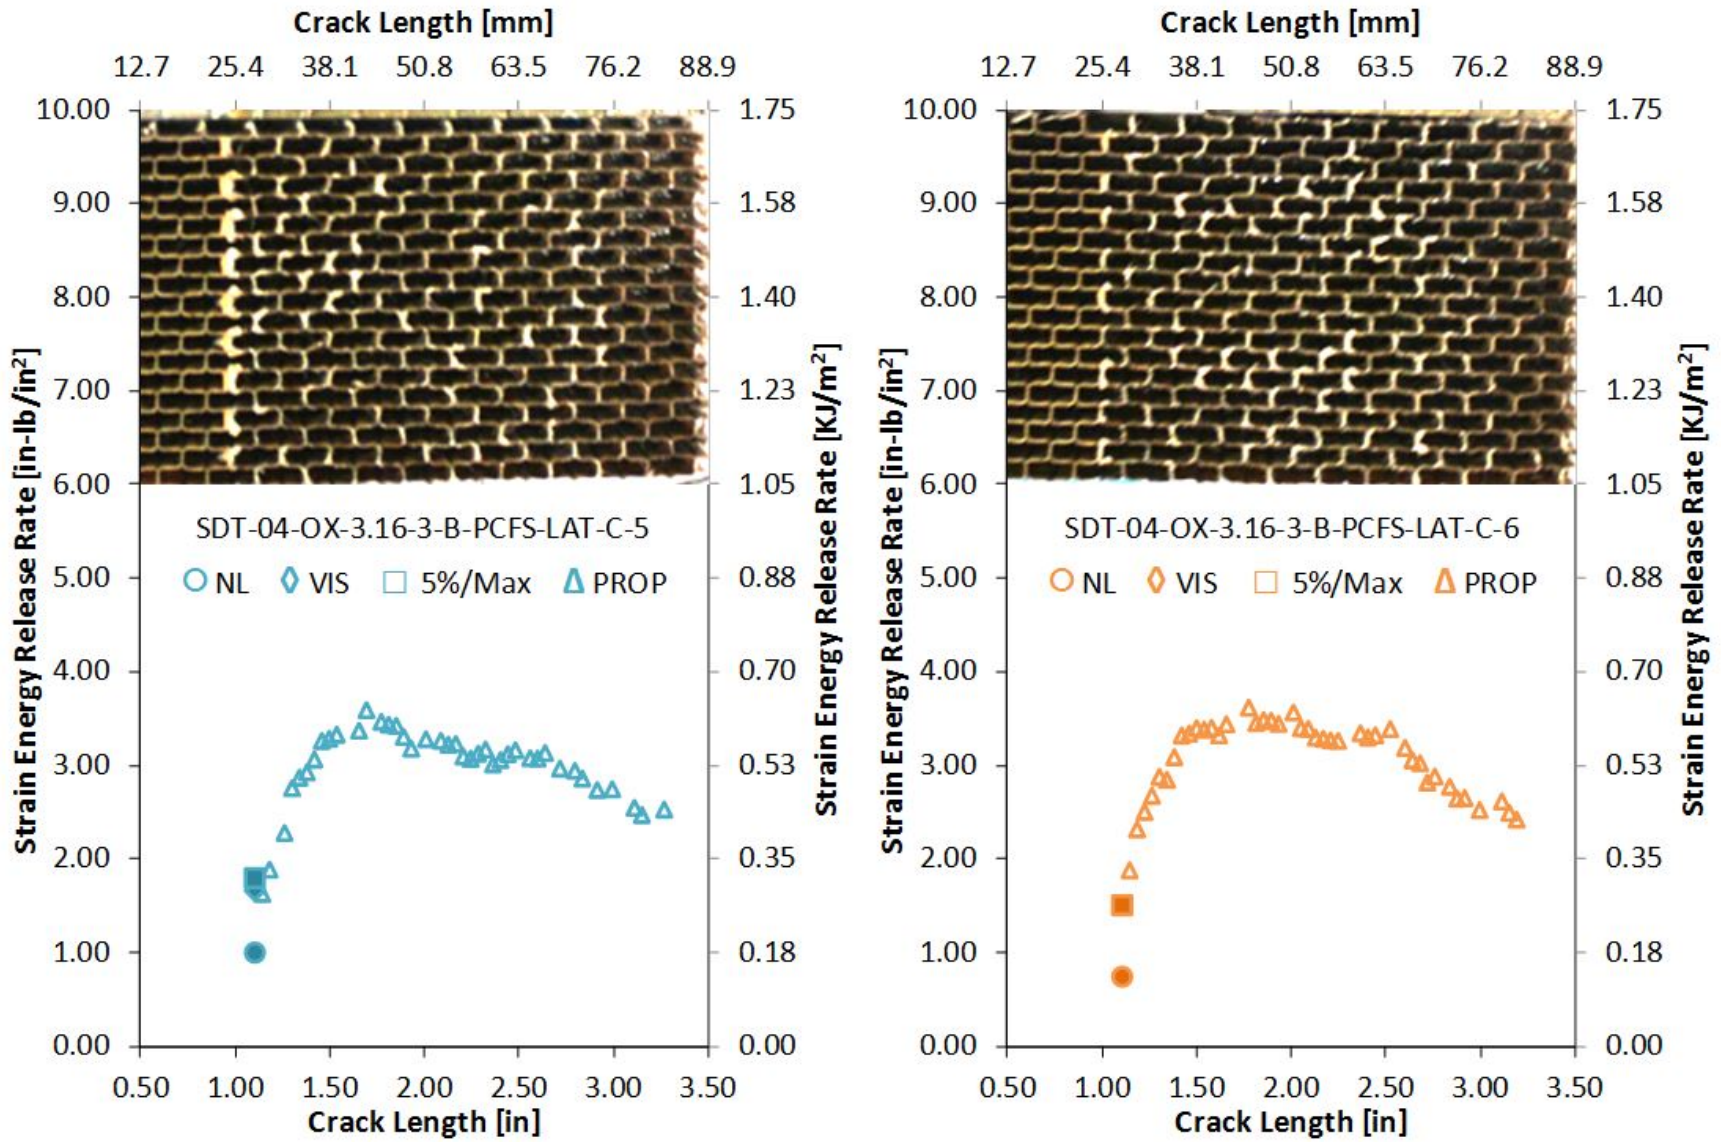 Crack Length [mm]
12.7 25.4 38.1 50.8 63.5 76.2 88.9
10.00 9.00 8.00 7.00 6.00 5.00 4.00 3.00 2.00 1.00 0.00
Strain Energy Release Rate [in-lb/in²]
1.75 1.58 1.40 1.23 1.05 0.88 0.70 0.53 0.35 0.18 0.00
Strain Energy Release Rate [KJ/m²]
SDT-04-OX-3.16-3-B-PCFS-LAT-C-5
NL VIS 5%/Max PROP
0.50 1.00 1.50 2.00 2.50 3.00 3.50
Crack Length [in]
Crack Length [mm]
12.7 25.4 38.1 50.8 63.5 76.2 88.9
10.00 9.00 8.00 7.00 6.00 5.00 4.00 3.00 2.00 1.00 0.00
Strain Energy Release Rate [in-lb/in²]
1.75 1.58 1.40 1.23 1.05 0.88 0.70 0.53 0.35 0.18 0.00
Strain Energy Release Rate [KJ/m²]
SDT-04-OX-3.16-3-B-PCFS-LAT-C-6
NL VIS 5%/Max PROP
0.50 1.00 1.50 2.00 2.50 3.00 3.50
Crack Length [in]